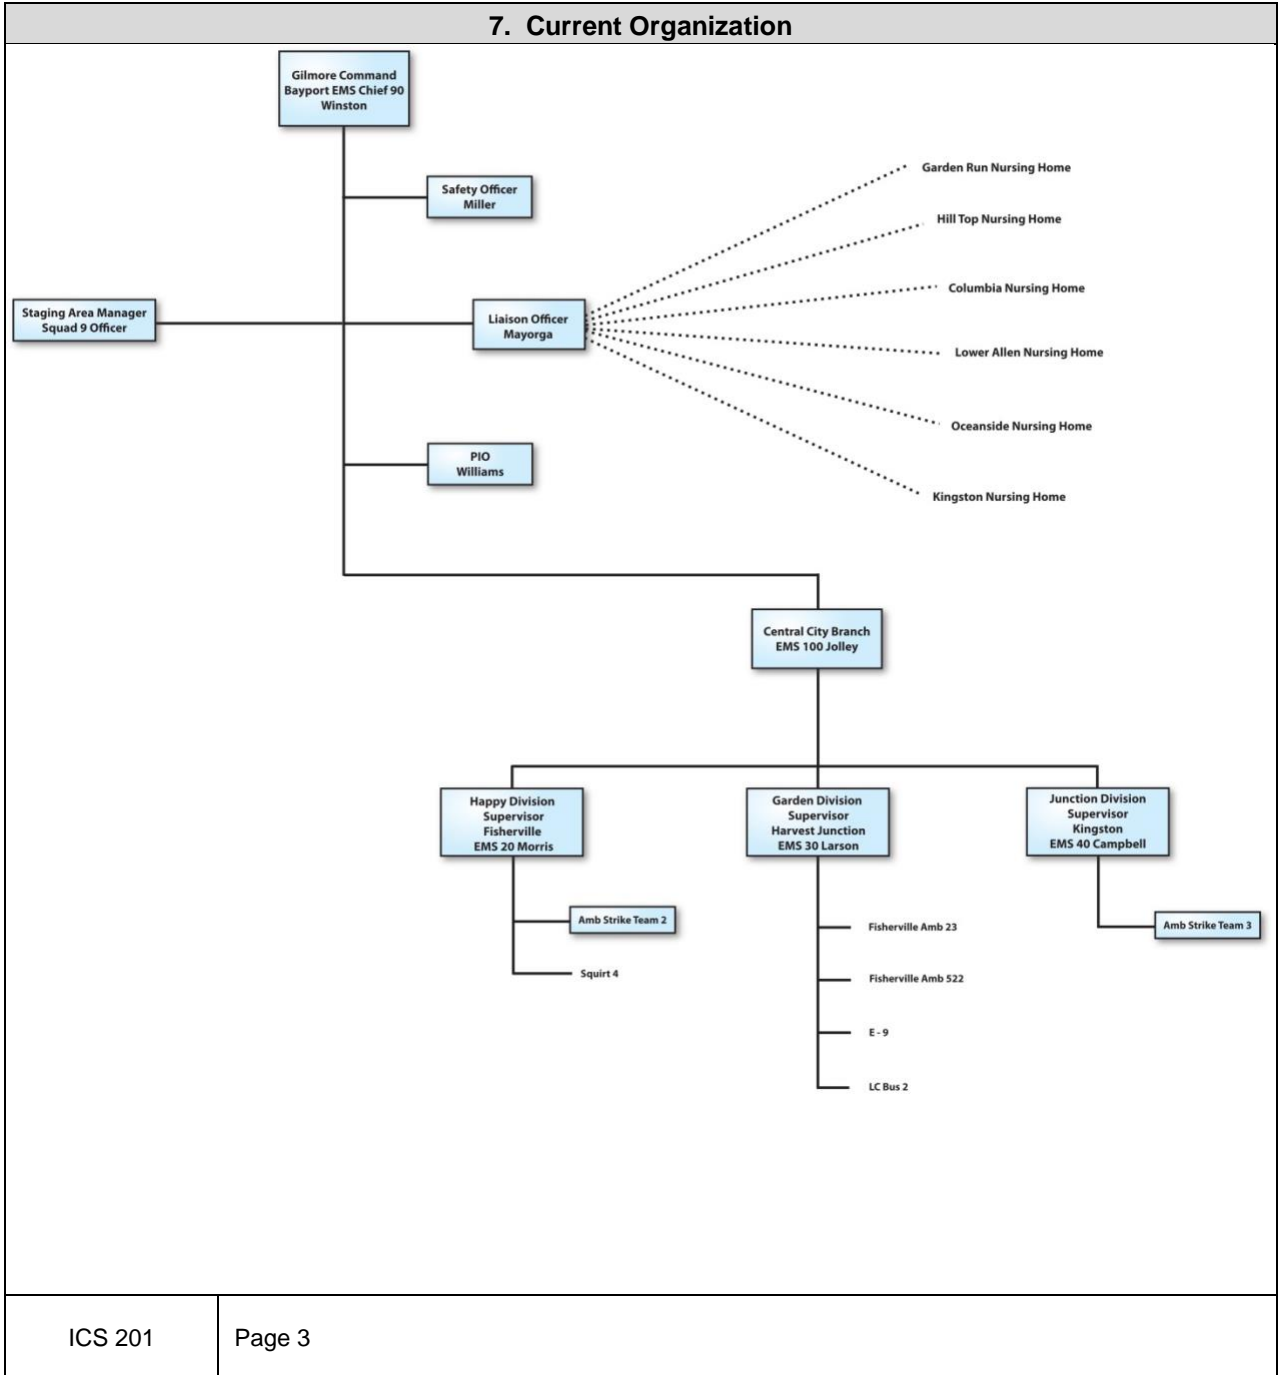 7. Current Organization
Gilmore Command
Bayport EMS Chief 90
Winston
Safety Officer
Miller
Garden Run Nursing Home
Hill Top Nursing Home
Columbia Nursing Home
Staging Area Manager
Squad 9 Officer
Liaison Officer
Mayorga
Lower Allen Nursing Home
Oceanside Nursing Home
PIO
Williams
Kingston Nursing Home
Central City Branch
EMS 100 Jolley
Happy Division
Supervisor
Fisherville
EMS 20 Morris
Garden Division
Supervisor
Harvest Junction
EMS 30 Larson
Junction Division
Supervisor
Kingston
EMS 40 Campbell
Amb Strike Team 2
Squirt 4
Fisherville Amb 23
Fisherville Amb 522
E - 9
LC Bus 2
Amb Strike Team 3
ICS 201
Page 3